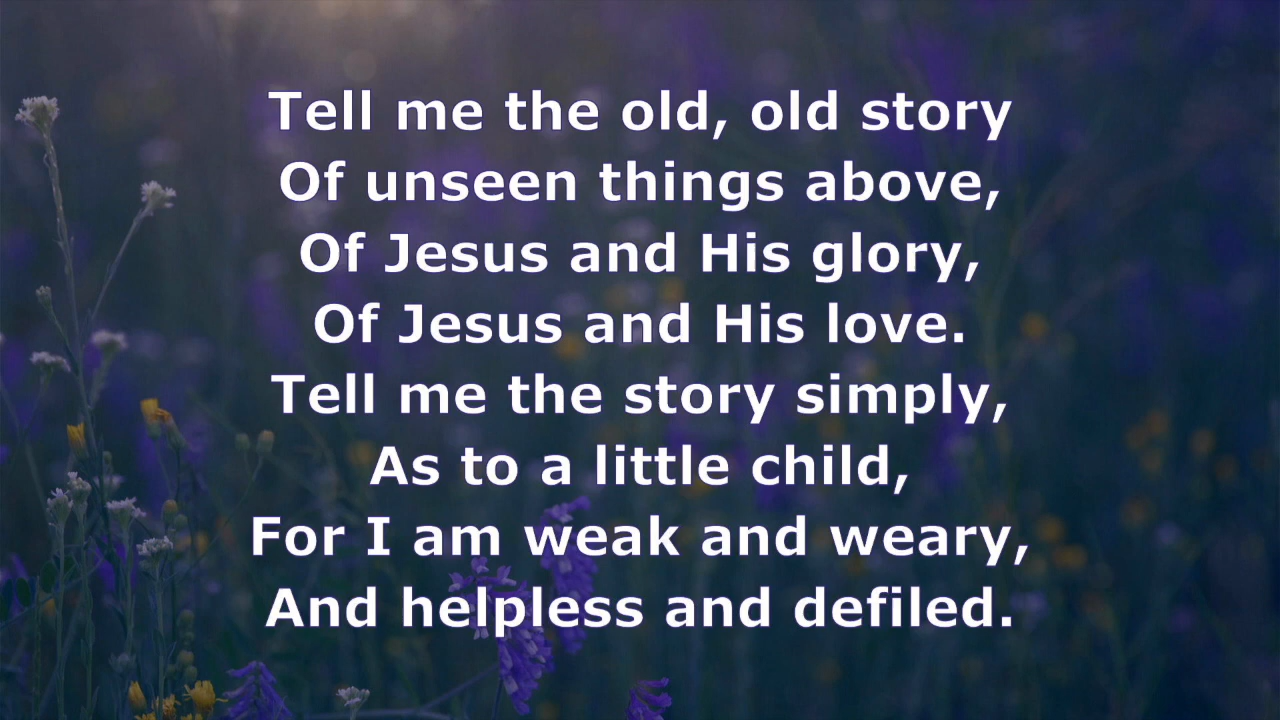 Tell me the old, old story
Of unseen things above,
Of Jesus and His glory,
Of Jesus and His love.
Tell me the story simply,
As to a little child,
For I am weak and weary,
And helpless and defiled.